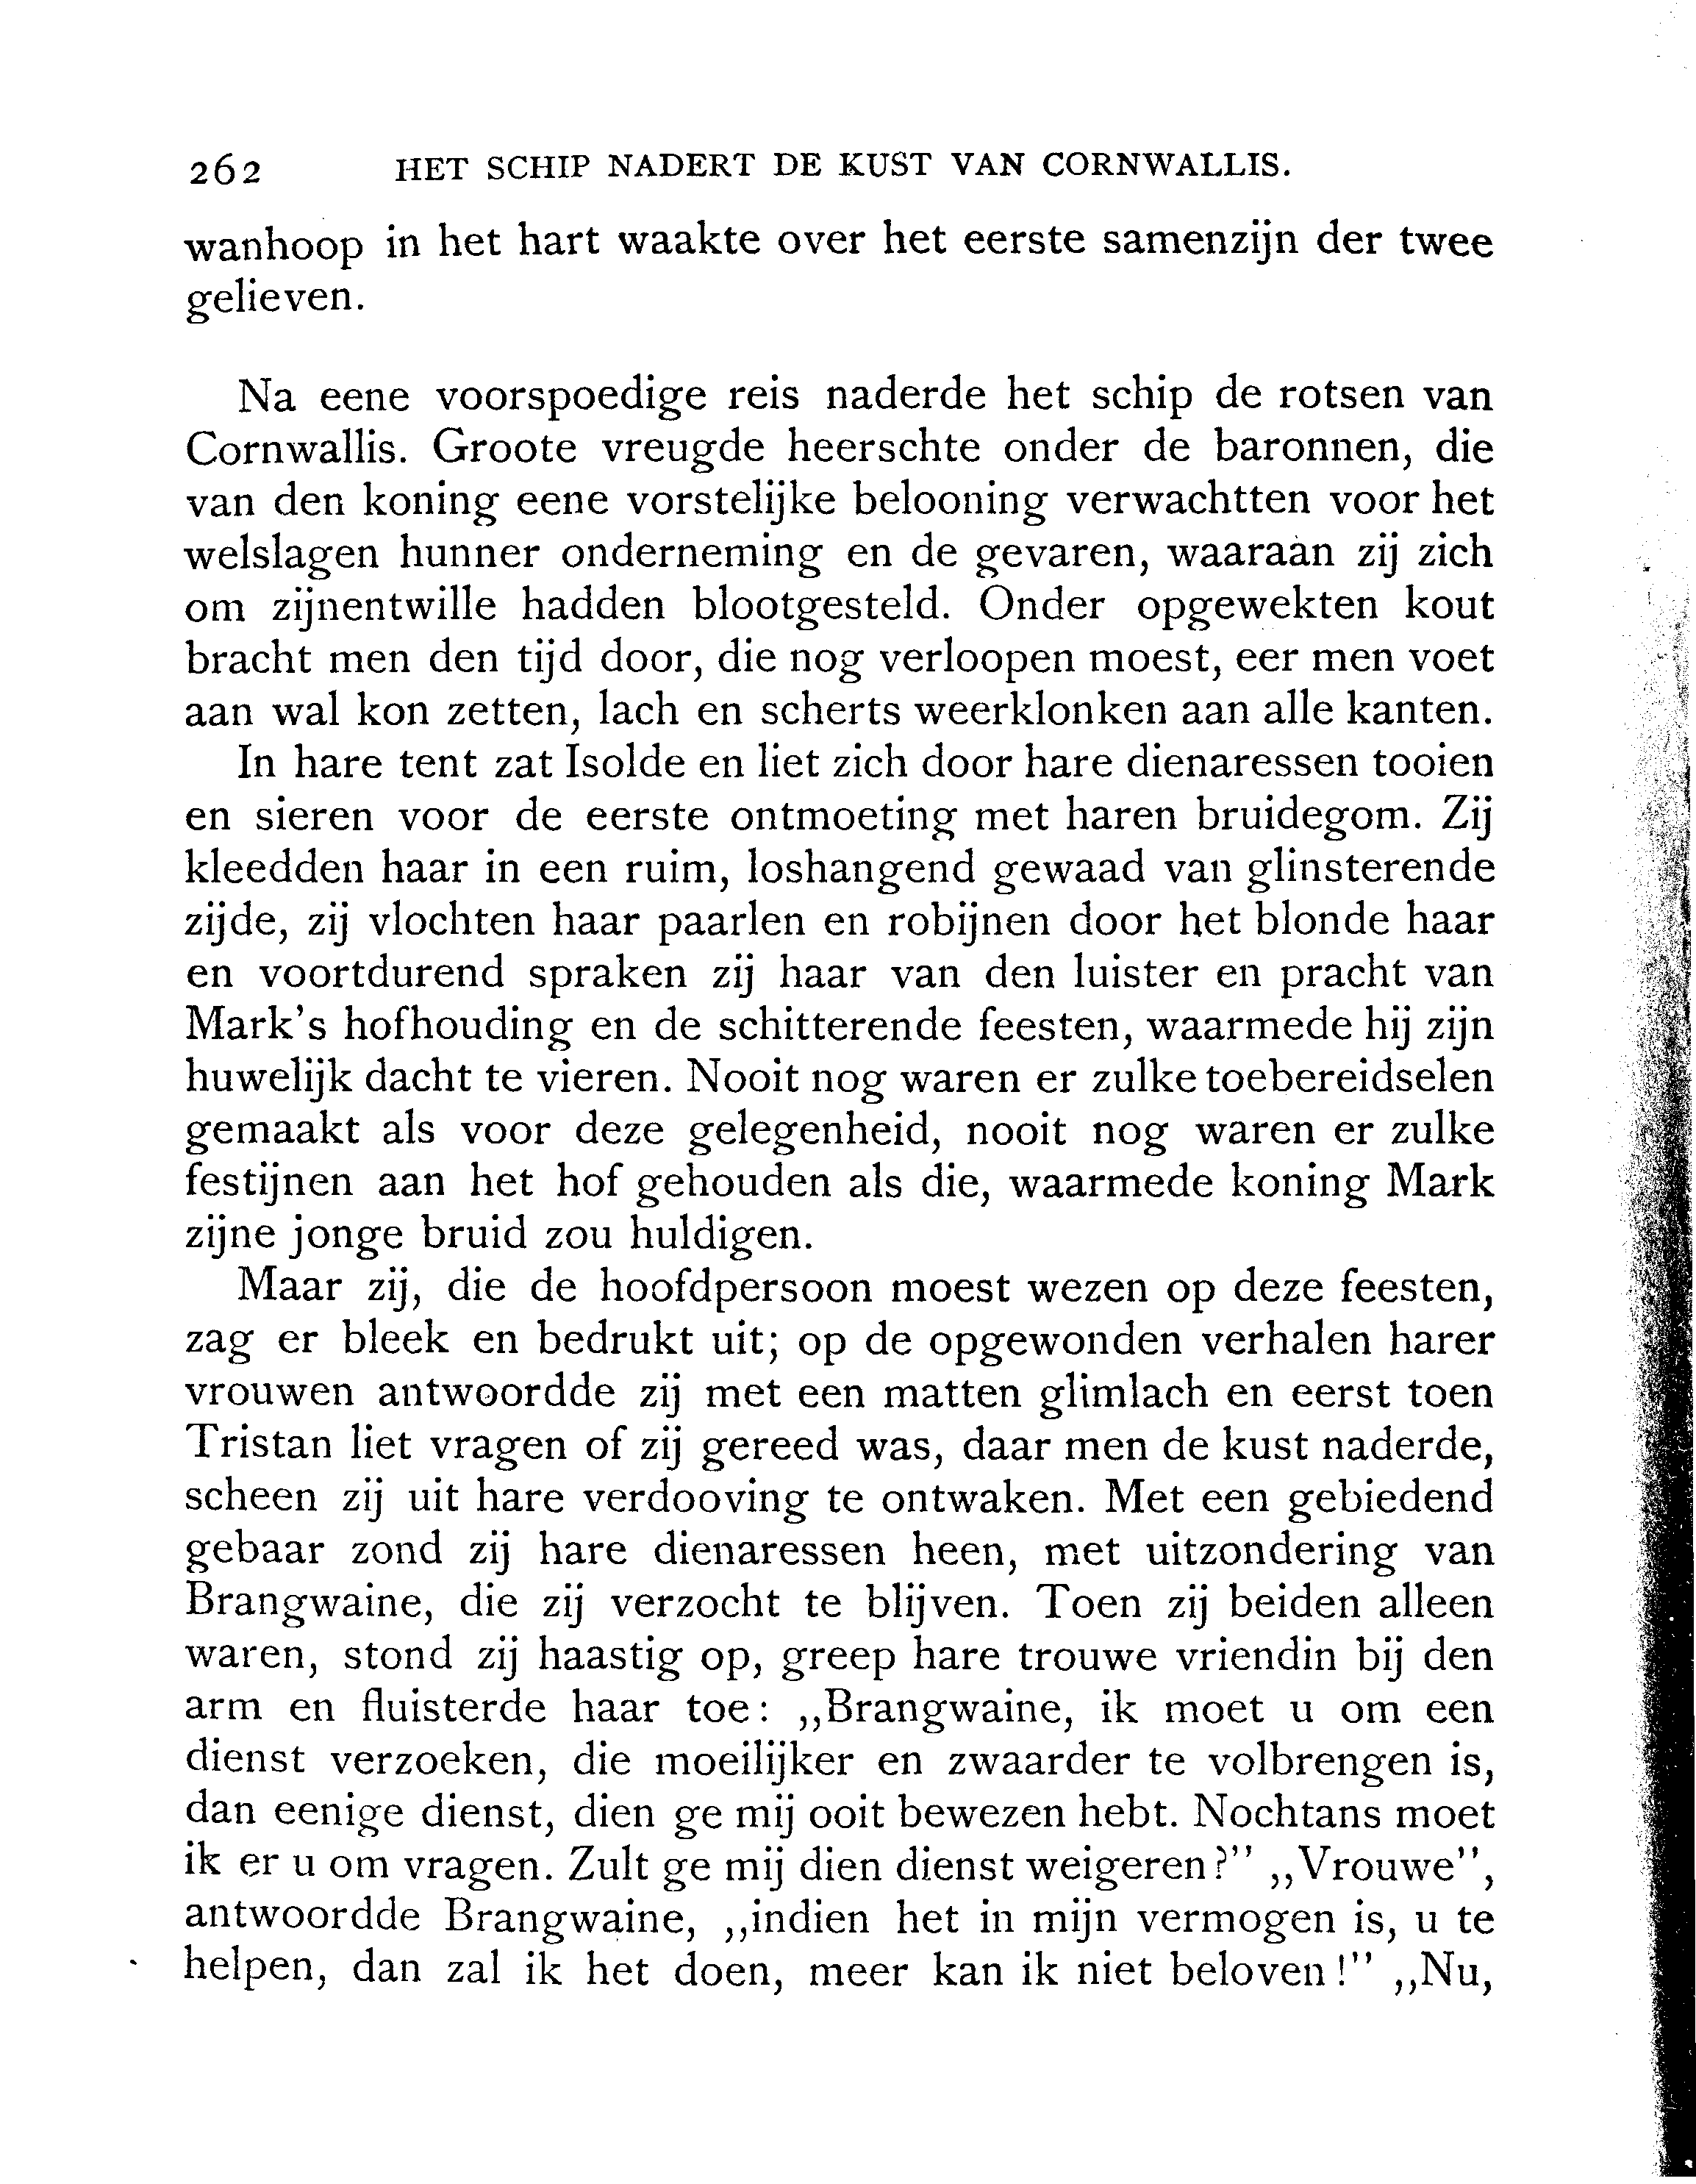 262 HET SCHIP NADERT DE KUST VAN CORNWALLIS.
wanhoop in het hart waakte over het eerste samenzijn der twee
gelieven.
Na eene voorspoedige reis naderde het schip de rotsen van
Cornwallis. Groote vreugde heerschte onder de baronnen, die
van den koning eene vorstelijke belooning verwachtten voor het
welslagen hunner onderneming en de gevaren, waaraan zij zich
om zijnentwille hadden blootgesteld. Onder opgewekten kout
bracht men den tijd door, die nog verloopen moest, eer men voet
aan wal kon zetten, lach en scherts weerklonken aan alle kanten.
In hare tent zat Isolde en liet zich door hare dienaressen tooien
en sieren voor de eerste ontmoeting met haren bruidegom. Zij
kleedden haar in een ruim, loshangend gewaad van glinsterende
zijde, zij vlochten haar paarlen en robijnen door het blonde haar
en voortdurend spraken zij haar van den luister en pracht van
Mark's hofhouding en de schitterende feesten, waarmede hij zijn
huwelijk dacht te vieren. Nooit nog waren er zulke toebereidselen
gemaakt als voor deze gelegenheid, nooit nog waren er zulke
festijnen aan het hof gehouden als die, waarmede koning Mark
zijne jonge bruid zou huldigen.
Maar zij, die de hoofdpersoon moest wezen op deze feesten,
zag er bleek en bedrukt uit; op de opgewonden verhalen harer
vrouwen antwoordde zij met een matten glimlach en eerst toen
Tristan liet vragen of zij gereed was, daar men de kust naderde,
scheen zij uit hare verdooving te ontwaken. Met een gebiedend
gebaar zond zij hare dienaressen heen, met uitzondering van
Brangwaine, die zij verzocht te blijven. Toen zij beiden alleen
waren, stond zij haastig op, greep hare trouwe vriendin bij den
arm en fluisterde haar toe: ,,Brangwaine, ik moet u om een
dienst verzoeken, die moeilijker en zwaarder te volbrengen is,
dan eenige dienst, dien ge mij ooit bewezen hebt. Nochtans moet
ik er u om vragen. Zult ge mij dien dienst weigeren?" ,,Vrouwe",
antwoordde Brangwaine, ,,indien het in mijn vermogen is, u te
helpen, dan zal ik het doen, meer kan ik niet beloven!" ,,Nu,